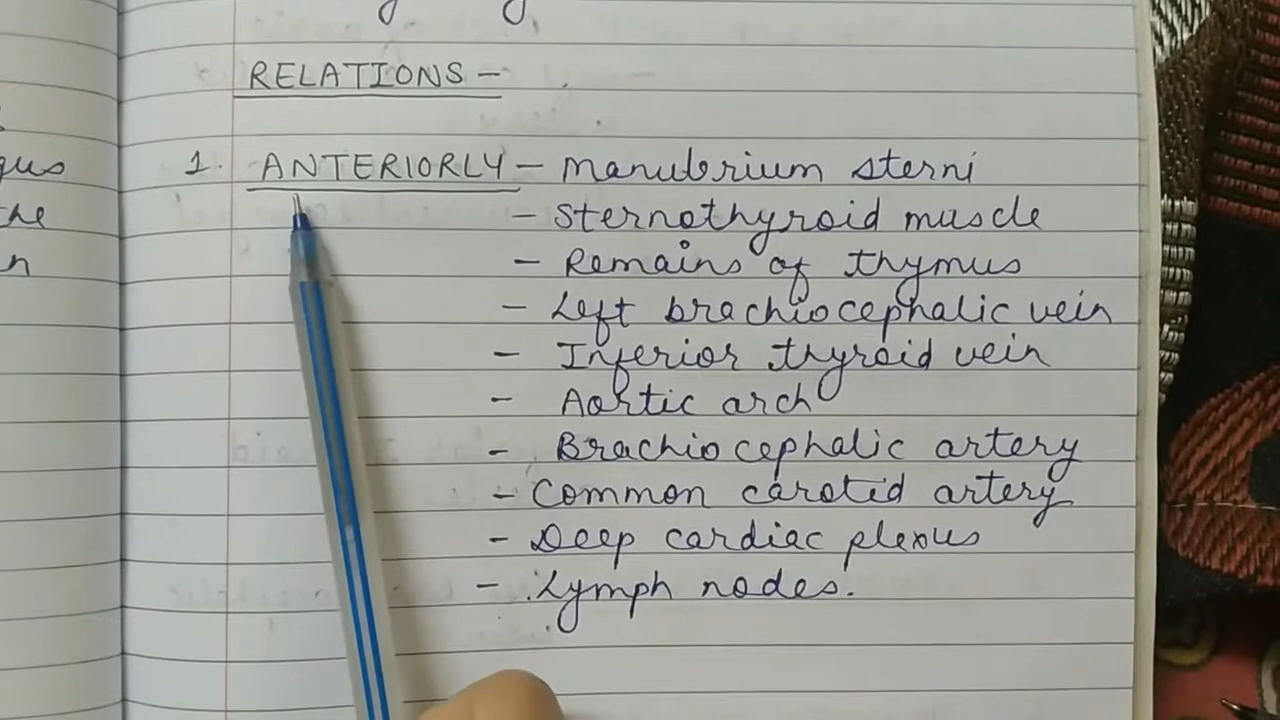 RELATIONS -
1. ANTERIORLY - Manubrium sterni
- Sternothyroid muscle
- Remains of thymus
- Left brachiocephalic vein
- Inferior thyroid vein
- Aortic arch
- Brachiocephalic artery
- Common carotid artery
- Deep cardiac plexus
- Lymph nodes.